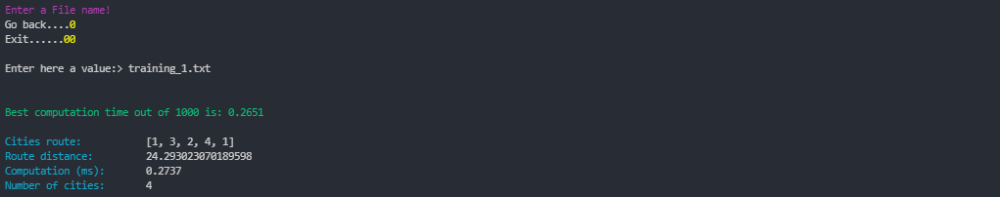 Enter a File name!
Go back....0
Exit......00
Enter here a value:> training_1.txt
Best computation time out of 1000 is: 0.2651
Cities route: [1, 3, 2, 4, 1]
Route distance: 24.293023070189598
Computation (ms): 0.2737
Number of cities: 4